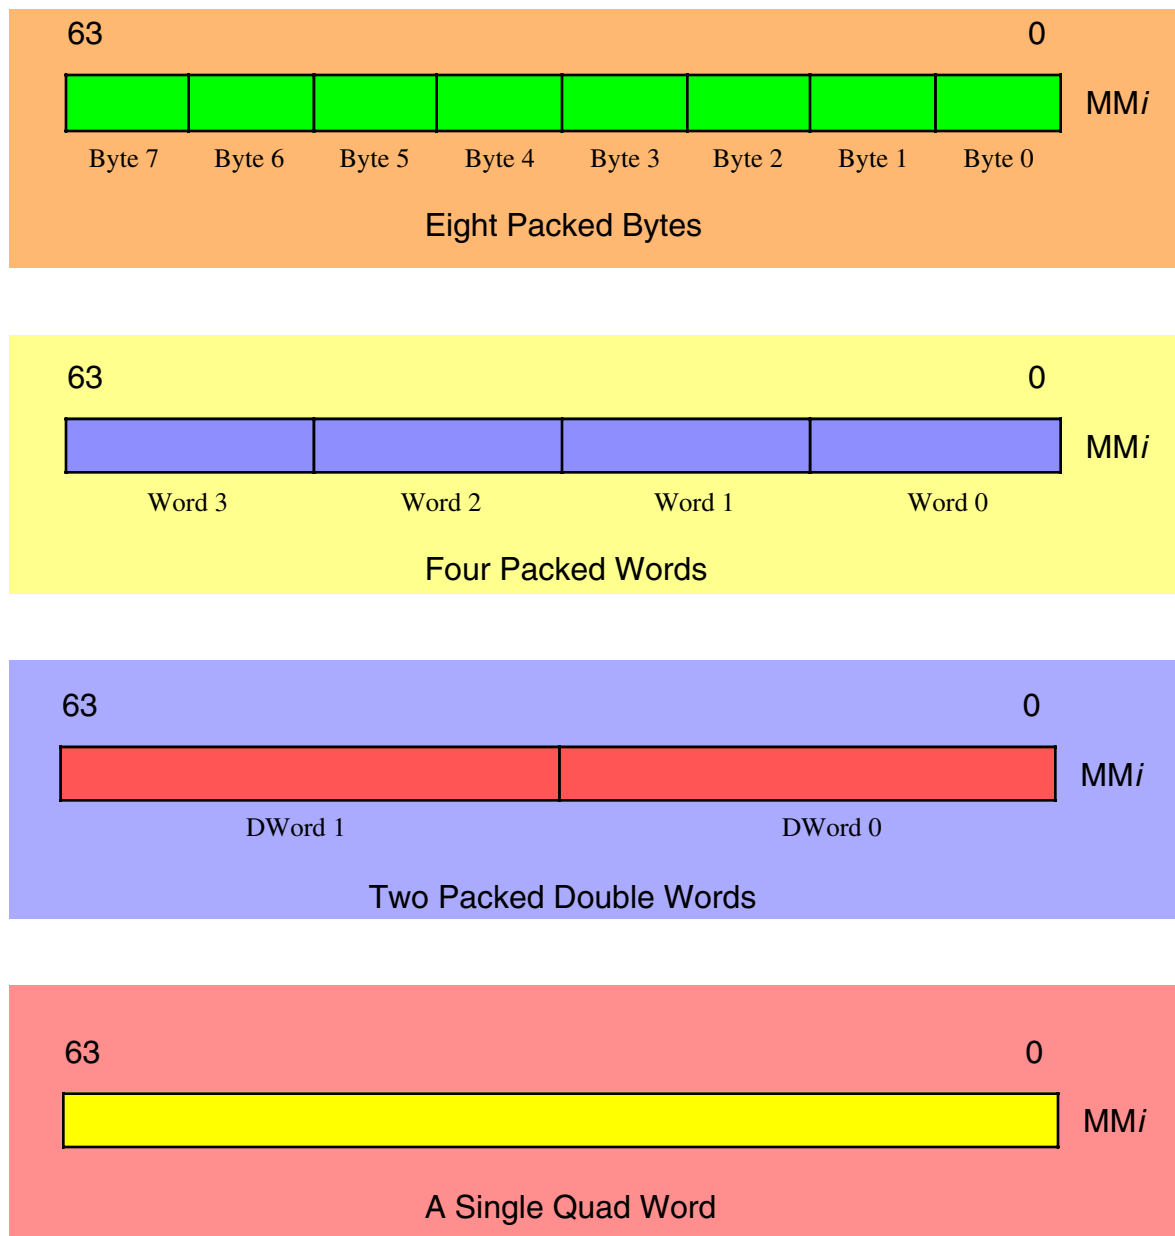 63 0
MMi
Byte 7 Byte 6 Byte 5 Byte 4 Byte 3 Byte 2 Byte 1 Byte 0
Eight Packed Bytes
63 0
MMi
Word 3 Word 2 Word 1 Word 0
Four Packed Words
63 0
MMi
DWord 1 DWord 0
Two Packed Double Words
63 0
MMi
A Single Quad Word